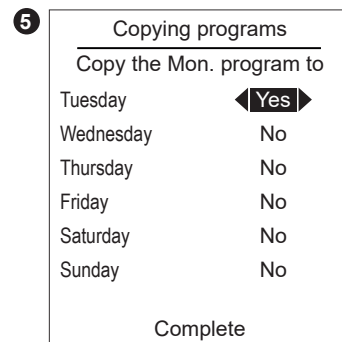 5
Copying programs
Copy the Mon. program to
Tuesday Yes
Wednesday No
Thursday No
Friday No
Saturday No
Sunday No
Complete